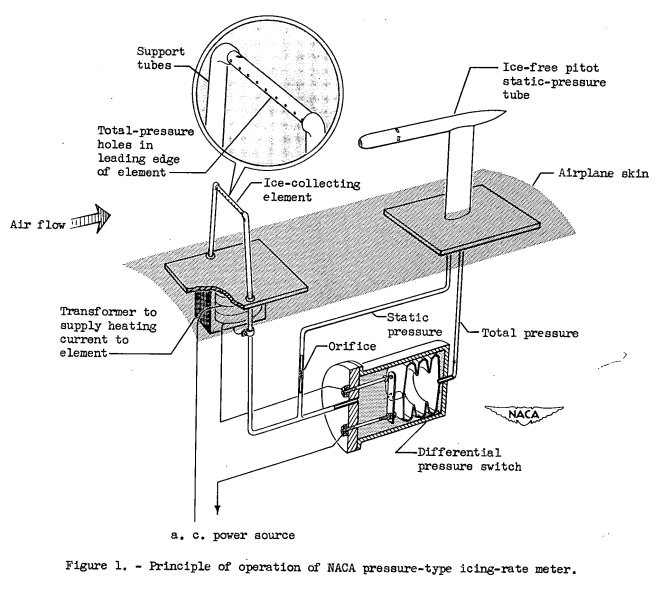 Support
tubes
Ice-free pitot
static-pressure
tube
Total-pressure
holes in
leading edge
of element
Ice-collecting
element
Airplane skin
Air flow
Transformer to
supply heating
current to
element
Static
pressure
Total pressure
Orifice
NACA
Differential
pressure switch
a. c. power source
Figure 1. - Principle of operation of NACA pressure-type icing-rate meter.